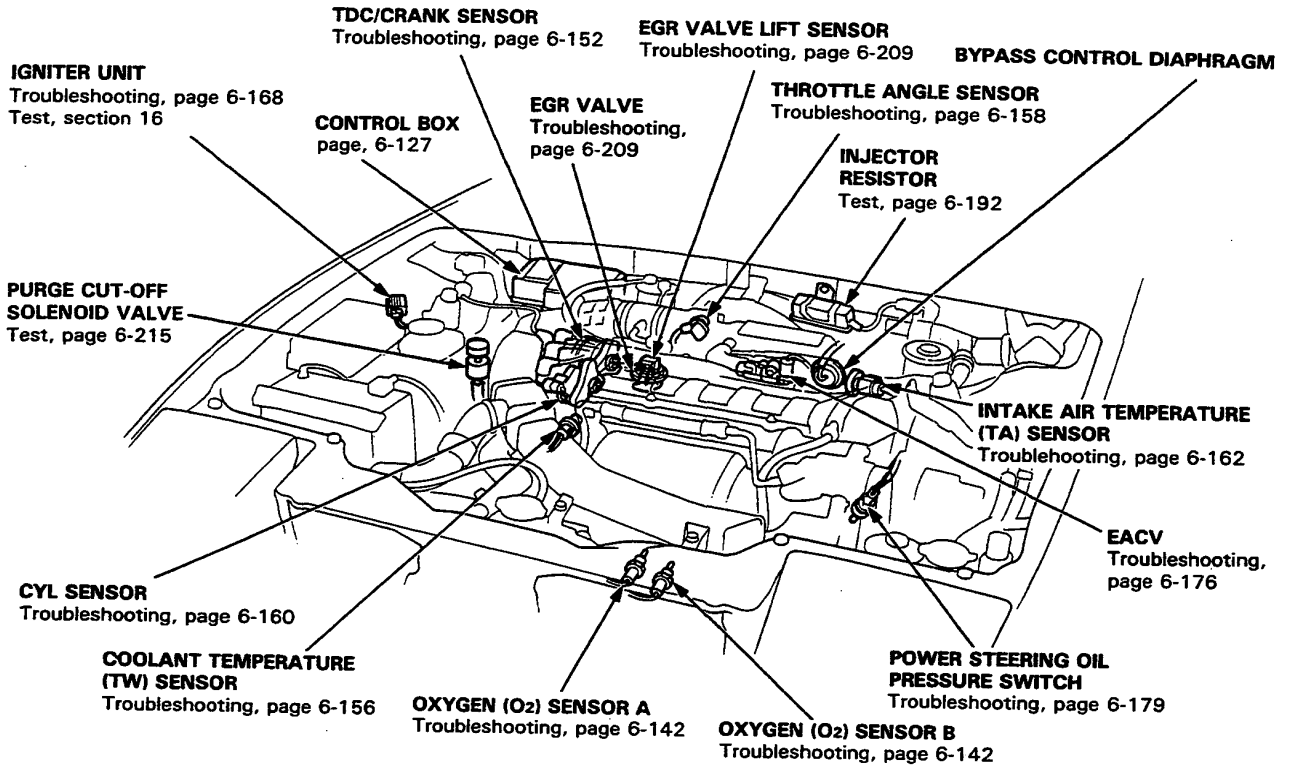 TDC/CRANK SENSOR
Troubleshooting, page 6-152
EGR VALVE LIFT SENSOR
Troubleshooting, page 6-209
BYPASS CONTROL DIAPHRAGM
IGNITER UNIT
Troubleshooting, page 6-168
Test, section 16
THROTTLE ANGLE SENSOR
Troubleshooting, page 6-158
EGR VALVE
Troubleshooting,
page 6-209
CONTROL BOX
page, 6-127
INJECTOR
RESISTOR
Test, page 6-192
PURGE CUT-OFF
SOLENOID VALVE
Test, page 6-215
INTAKE AIR TEMPERATURE
(TA) SENSOR
Troublehooting, page 6-162
EACV
Troubleshooting,
page 6-176
CYL SENSOR
Troubleshooting, page 6-160
COOLANT TEMPERATURE
(TW) SENSOR
Troubleshooting, page 6-156
OXYGEN (O2) SENSOR A
Troubleshooting, page 6-142
OXYGEN (O2) SENSOR B
Troubleshooting, page 6-142
POWER STEERING OIL
PRESSURE SWITCH
Troubleshooting, page 6-179